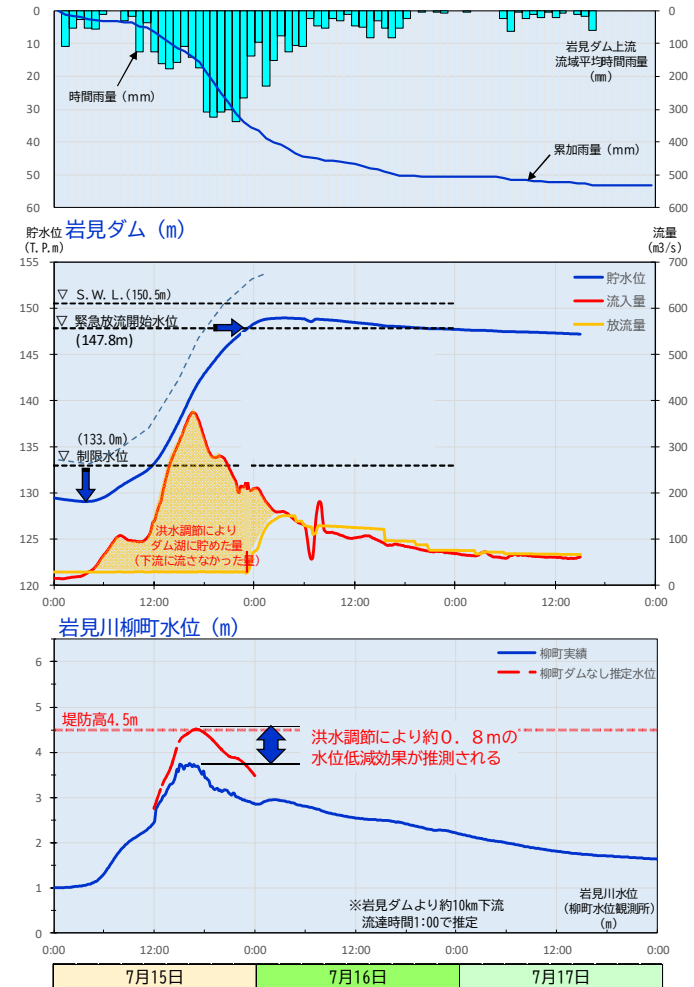 0
10
20
30
40
50
60
0
100
200
300
400
500
600
時間雨量（mm）
岩見ダム上流
流域平均時間雨量
（mm）
累加雨量（mm）
貯水位
(T.P.m)
岩見ダム（m）
流量
(m3/s)
155
150
145
140
135
130
125
120
700
600
500
400
300
200
100
0
▽ S.W.L.(150.5m)
▽ 緊急放流開始水位
(147.8m)
(133.0m)
▽ 制限水位
貯水位
流入量
放流量
洪水調節により
ダム湖に貯めた量
（下流に流さなかった量）
0:00 12:00 0:00 12:00 0:00 12:00 0:00
岩見川柳町水位（m）
6
5
4
3
2
1
0
柳町実績
柳町ダムなし推定水位
堤防高4.5m
洪水調節により約０．８ｍの
水位低減効果が推測される
※岩見ダムより約10km下流
流達時間1:00で推定
岩見川水位
（柳町水位観測所）
（m）
0:00 12:00 0:00 12:00 0:00 12:00 0:00
7月15日 7月16日 7月17日